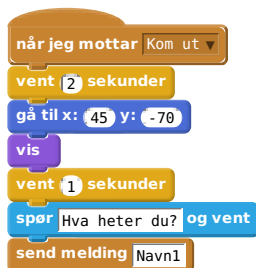 når jeg mottar Kom ut
vent 2 sekunder
gå til x: 45 y: -70
vis
vent 1 sekunder
spør Hva heter du? og vent
send melding Navn1